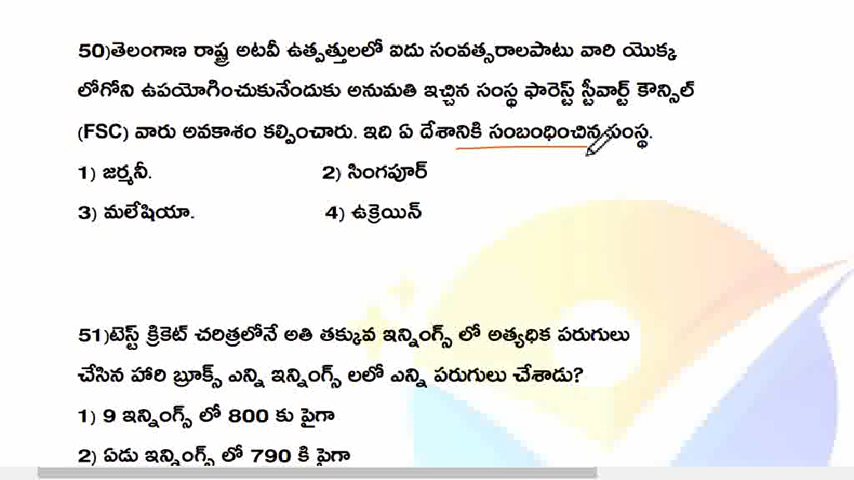 50)తెలంగాణ రాష్ట్ర అటవీ ఉత్పత్తులలో ఐదు సంవత్సరాలపాటు వారి యొక్క
లోగోని ఉపయోగించుకునేందుకు అనుమతి ఇచ్చిన సంస్థ ఫారెస్ట్ స్టీవార్ట్ కౌన్సిల్
(FSC) వారు అవకాశం కల్పించారు. ఇది ఏ దేశానికి సంబంధించిన సంస్థ.
1) జర్మనీ.
2) సింగపూర్
3) మలేషియా.
4) ఉక్రెయిన్
51)టెస్ట్ క్రికెట్ చరిత్రలోనే అతి తక్కువ ఇన్నింగ్స్ లో అత్యధిక పరుగులు
చేసిన హారి బ్రూక్స్ ఎన్ని ఇన్నింగ్స్ లలో ఎన్ని పరుగులు చేశాడు?
1) 9 ఇన్నింగ్స్ లో 800 కు పైగా
2) ఏడు ఇన్నింగ్స్ లో 790 కి పైగా